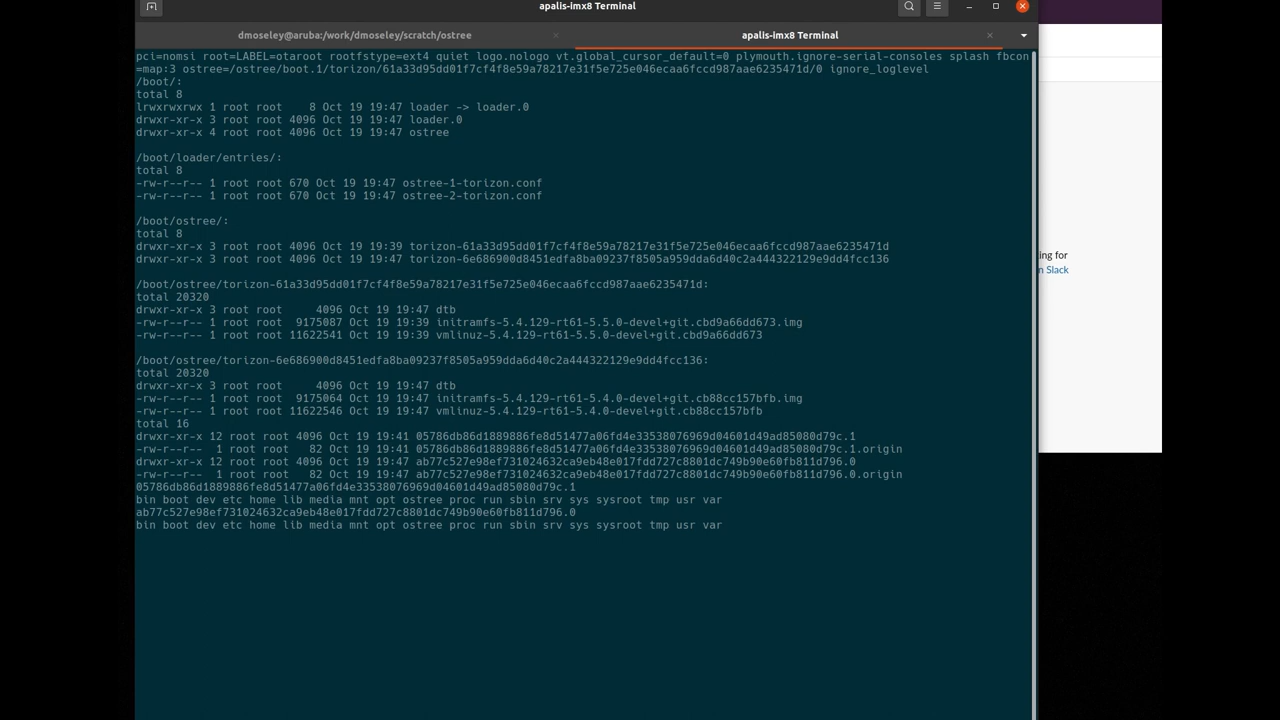 apalis-imx8 Terminal
dmoseley@aruba:/work/dmoseley/scratch/ostree
apalis-imx8 Terminal
pci=nomsi root=LABEL=otaroot rootfstype=ext4 quiet logo.nologo vt.global_cursor_default=0 plymouth.ignore-serial-consoles splash fbcon
=map:3 ostree=/ostree/boot.1/torizon/61a33d95dd01f7cf4f8e59a78217e31f5e725e046ecaa6fccd987aae6235471d/0 ignore_loglevel
/boot/:
total 8
lrwxrwxrwx 1 root root    8 Oct 19 19:47 loader -> loader.0
drwxr-xr-x 3 root root 4096 Oct 19 19:47 loader.0
drwxr-xr-x 4 root root 4096 Oct 19 19:47 ostree
/boot/loader/entries/:
total 8
-rw-r--r-- 1 root root 670 Oct 19 19:47 ostree-1-torizon.conf
-rw-r--r-- 1 root root 670 Oct 19 19:47 ostree-2-torizon.conf
/boot/ostree/:
total 8
drwxr-xr-x 3 root root 4096 Oct 19 19:39 torizon-61a33d95dd01f7cf4f8e59a78217e31f5e725e046ecaa6fccd987aae6235471d
drwxr-xr-x 3 root root 4096 Oct 19 19:47 torizon-6e686900d8451edfa8ba09237f8505a959dda6d40c2a444322129e9dd4fcc136
ing for
n Slack
/boot/ostree/torizon-61a33d95dd01f7cf4f8e59a78217e31f5e725e046ecaa6fccd987aae6235471d:
total 20320
drwxr-xr-x 3 root root     4096 Oct 19 19:47 dtb
-rw-r--r-- 1 root root  9175087 Oct 19 19:39 initramfs-5.4.129-rt61-5.5.0-devel+git.cbd9a66dd673.img
-rw-r--r-- 1 root root 11622541 Oct 19 19:47 vmlinuz-5.4.129-rt61-5.5.0-devel+git.cbd9a66dd673
/boot/ostree/torizon-6e686900d8451edfa8ba09237f8505a959dda6d40c2a444322129e9dd4fcc136:
total 20320
drwxr-xr-x 3 root root     4096 Oct 19 19:47 dtb
-rw-r--r-- 1 root root  9175064 Oct 19 19:47 initramfs-5.4.129-rt61-5.4.0-devel+git.cb88cc157bfb.img
-rw-r--r-- 1 root root 11622546 Oct 19 19:47 vmlinuz-5.4.129-rt61-5.4.0-devel+git.cb88cc157bfb
total 16
drwxr-xr-x 12 root root 4096 Oct 19 19:41 05786db86d1889886fe8d51477a06fd4e33538076969d04601d49ad85080d79c.1
-rw-r--r--  1 root root   82 Oct 19 19:41 05786db86d1889886fe8d51477a06fd4e33538076969d04601d49ad85080d79c.1.origin
drwxr-xr-x 12 root root 4096 Oct 19 19:47 ab77c527e98ef731024632ca9eb48e017fdd727c8801dc749b90e60fb811d796.0
-rw-r--r--  1 root root   82 Oct 19 19:47 ab77c527e98ef731024632ca9eb48e017fdd727c8801dc749b90e60fb811d796.0.origin
05786db86d1889886fe8d51477a06fd4e33538076969d04601d49ad85080d79c.1
bin boot dev etc home lib media mnt opt ostree proc run sbin srv sys sysroot tmp usr var
ab77c527e98ef731024632ca9eb48e017fdd727c8801dc749b90e60fb811d796.0
bin boot dev etc home lib media mnt opt ostree proc run sbin srv sys sysroot tmp usr var